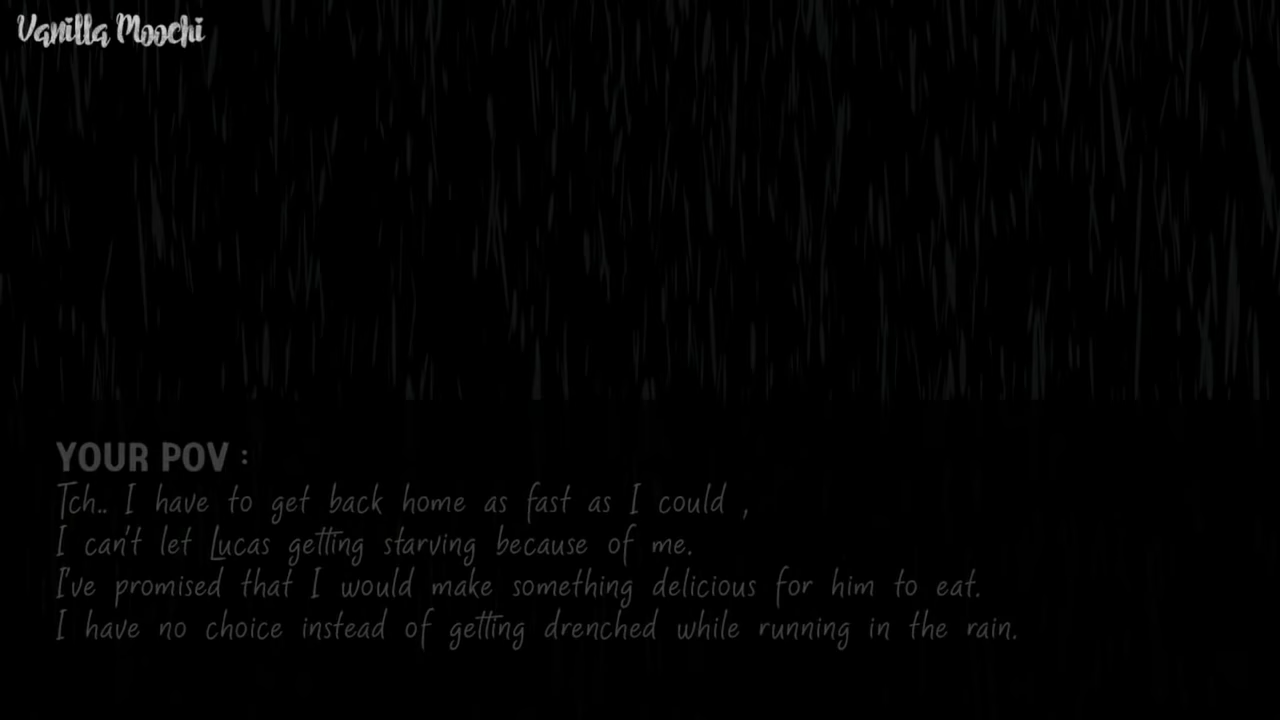 Vanilla Moochi
YOUR POV :
Tch.. I have to get back home as fast as I could ,
I can't let Lucas getting starving because of me.
I've promised that I would make something delicious for him to eat.
I have no choice instead of getting drenched while running in the rain.